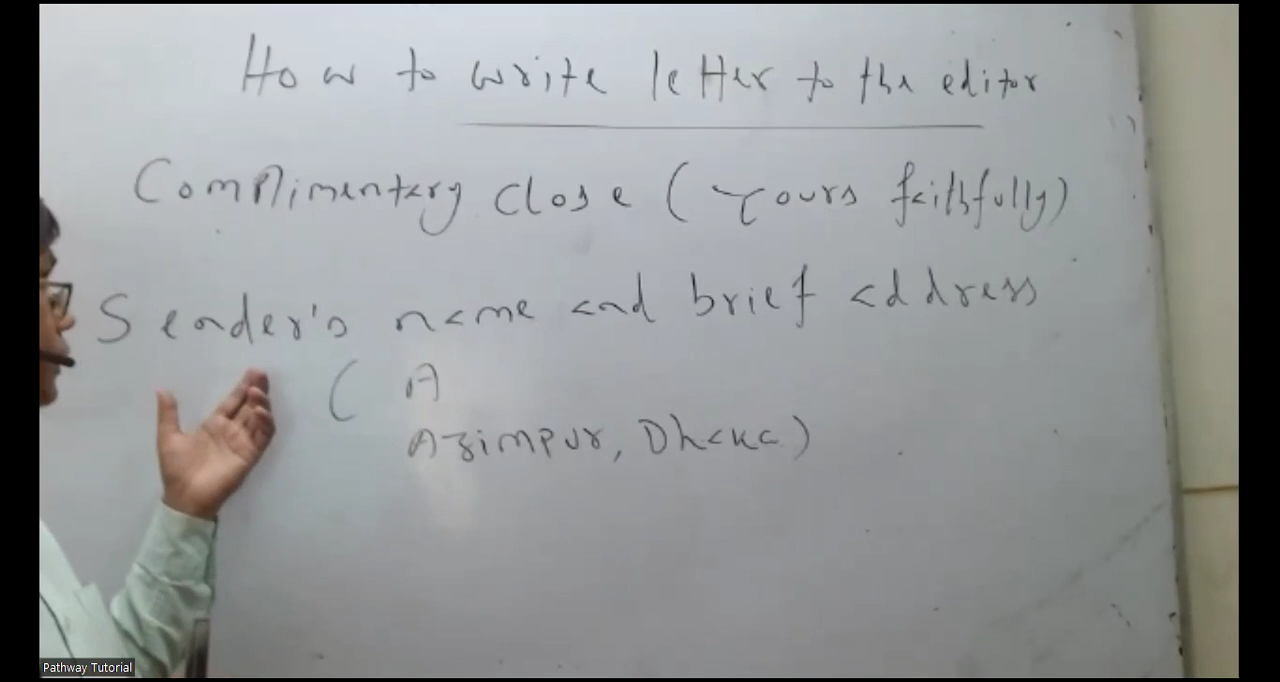 How to write letter to the editor
Complimentary close (Yours faithfully)
Sender's name and brief address
( A
Azimpur, Dhaka)
Pathway Tutorial